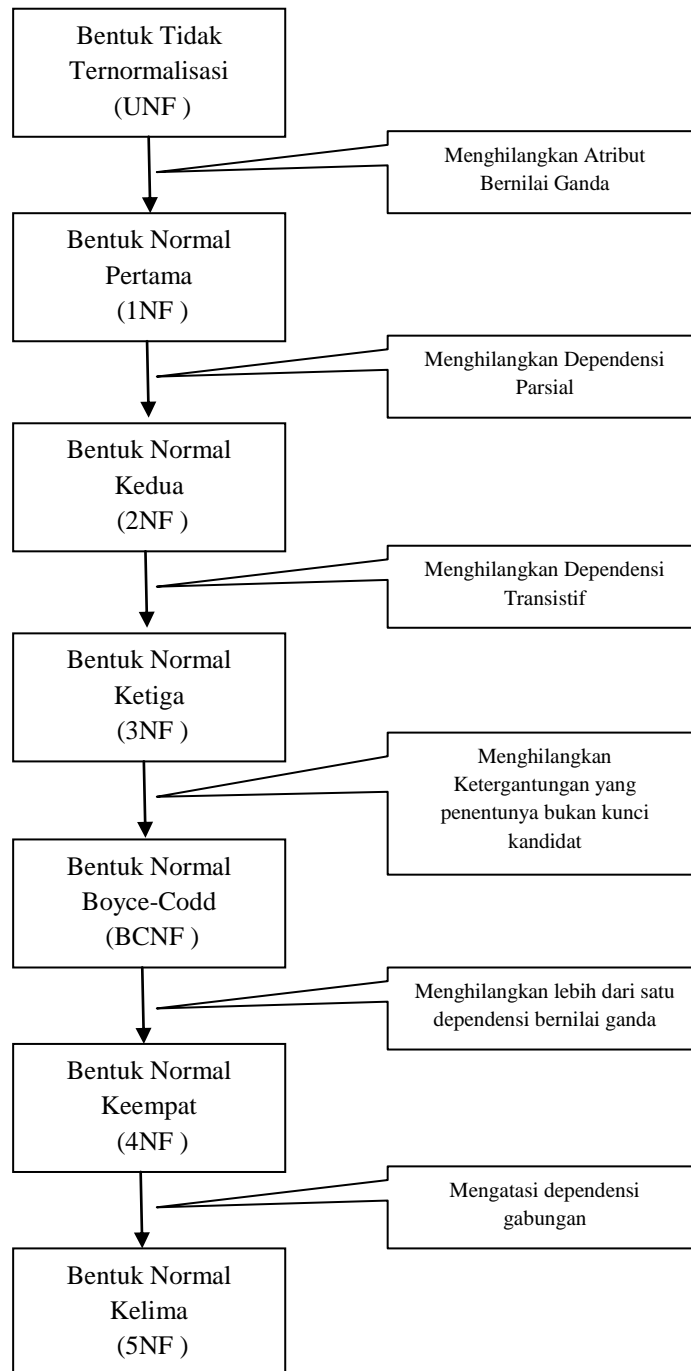 Bentuk Tidak
Ternormalisasi
(UNF )
Menghilangkan Atribut
Bernilai Ganda
Bentuk Normal
Pertama
(1NF )
Menghilangkan Dependensi
Parsial
Bentuk Normal
Kedua
(2NF )
Menghilangkan Dependensi
Transistif
Bentuk Normal
Ketiga
(3NF )
Menghilangkan
Ketergantungan yang
penentunya bukan kunci
kandidat
Bentuk Normal
Boyce-Codd
(BCNF )
Menghilangkan lebih dari satu
dependensi bernilai ganda
Bentuk Normal
Keempat
(4NF )
Mengatasi dependensi
gabungan
Bentuk Normal
Kelima
(5NF )